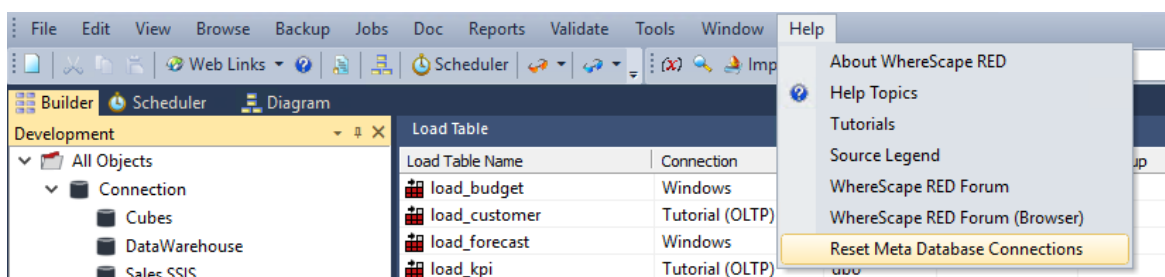 File Edit View Browse Backup Jobs Doc Reports Validate Tools Window Help
Web Links Scheduler (x) Imp
About WhereScape RED
Help Topics
Tutorials
Source Legend
WhereScape RED Forum
WhereScape RED Forum (Browser)
Reset Meta Database Connections
Builder Scheduler Diagram
Development
All Objects
Connection
Cubes
DataWarehouse
Sales SSIS
Load Table
Load Table Name Connection up
load_budget Windows
load_customer Tutorial (OLTP)
load_forecast Windows
load_kpi Tutorial (OLTP) dbo